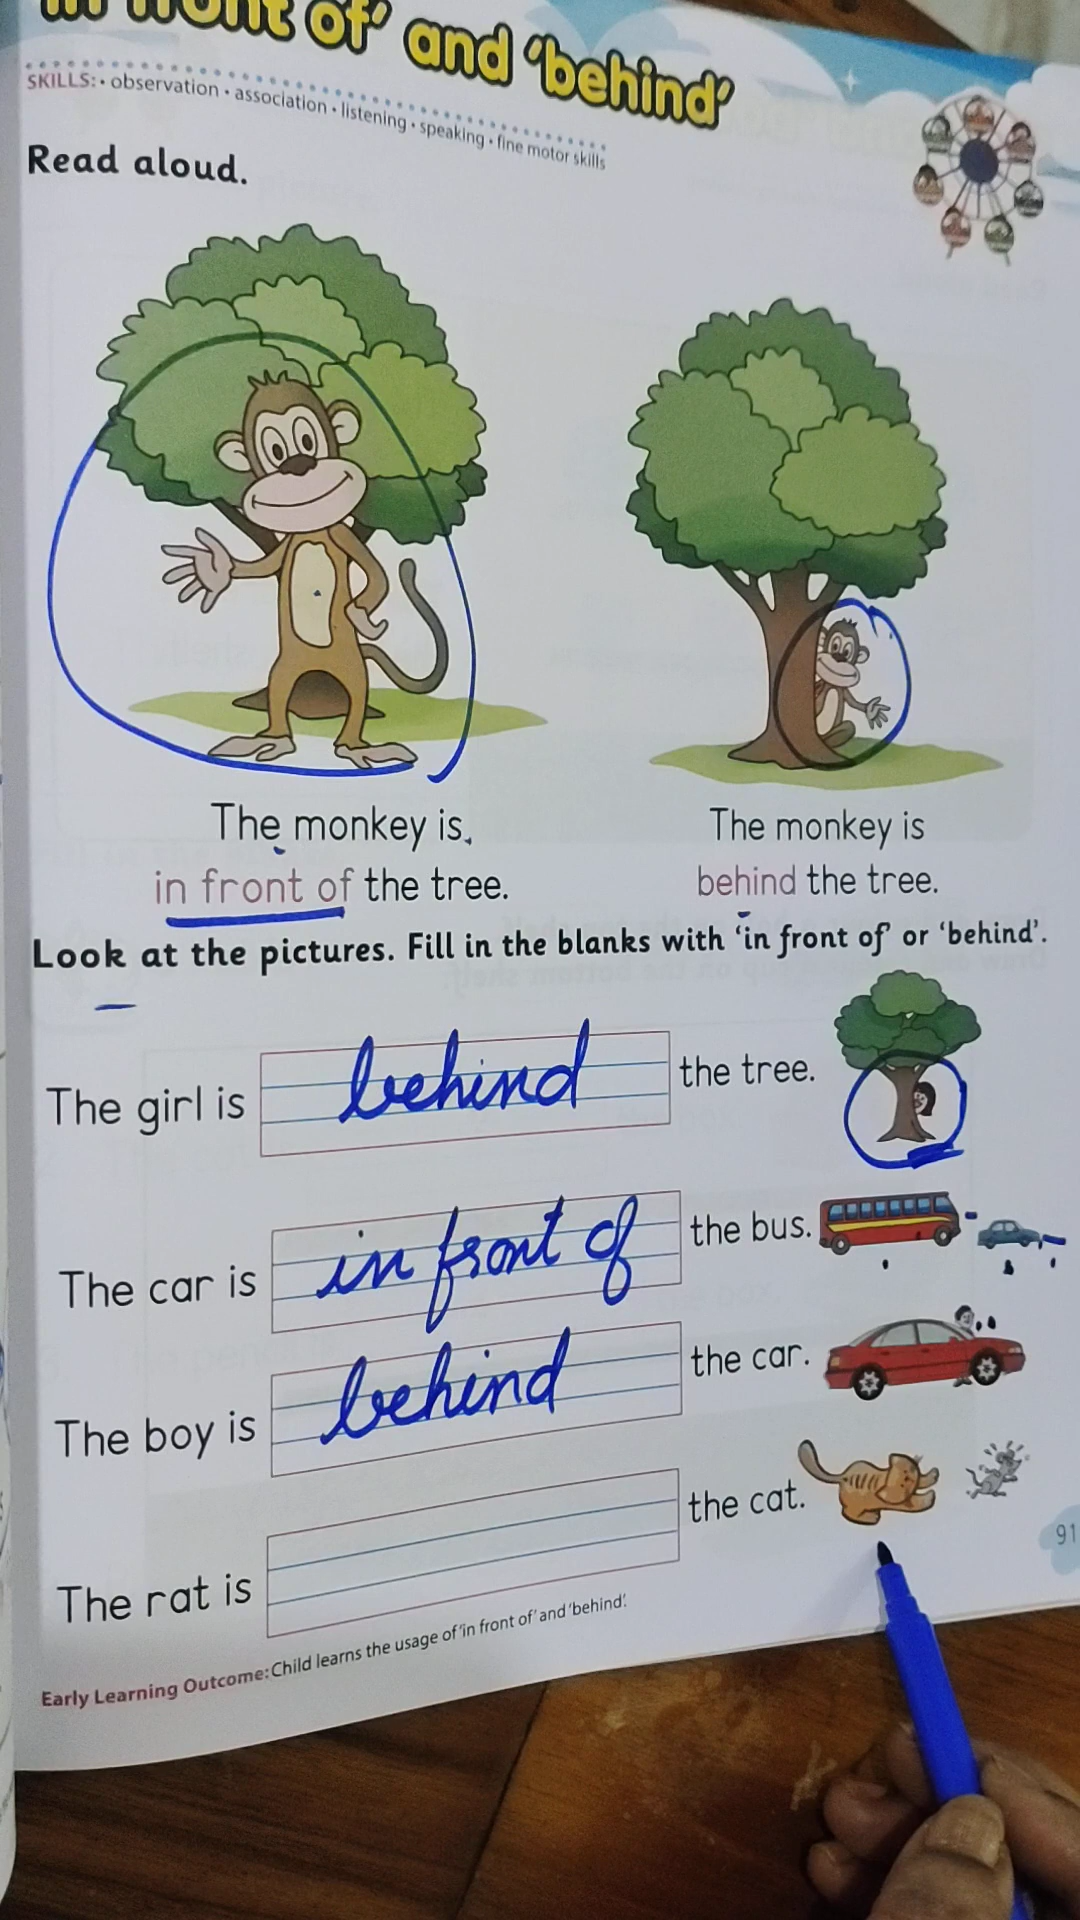 in front of' and 'behind'
SKILLS: • observation • association • listening • speaking • fine motor skills
Read aloud.
The monkey is
in front of the tree.
The monkey is
behind the tree.
Look at the pictures. Fill in the blanks with 'in front of' or 'behind'.
The girl is behind the tree.
The car is in front of the bus.
The boy is behind the car.
The rat is the cat.
91
Early Learning Outcome: Child learns the usage of 'in front of' and 'behind'.